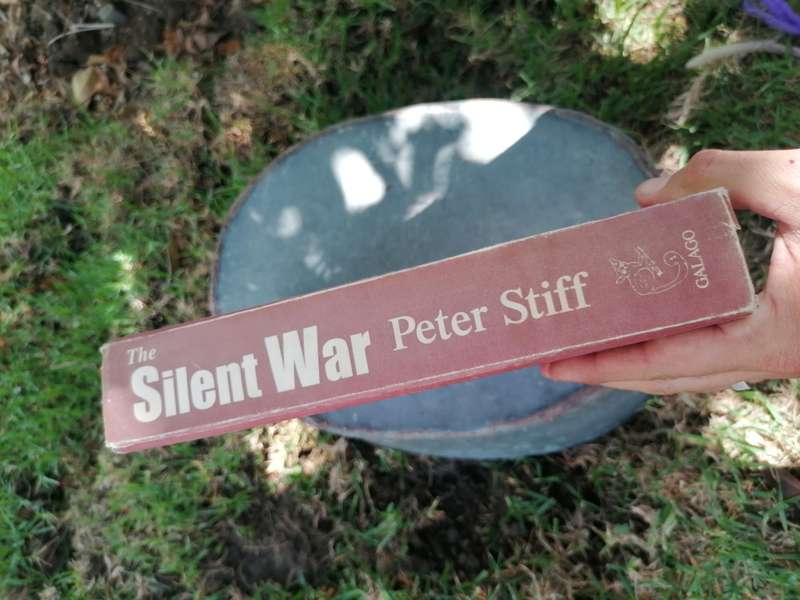 The
Silent War Peter Stiff
GALAGO